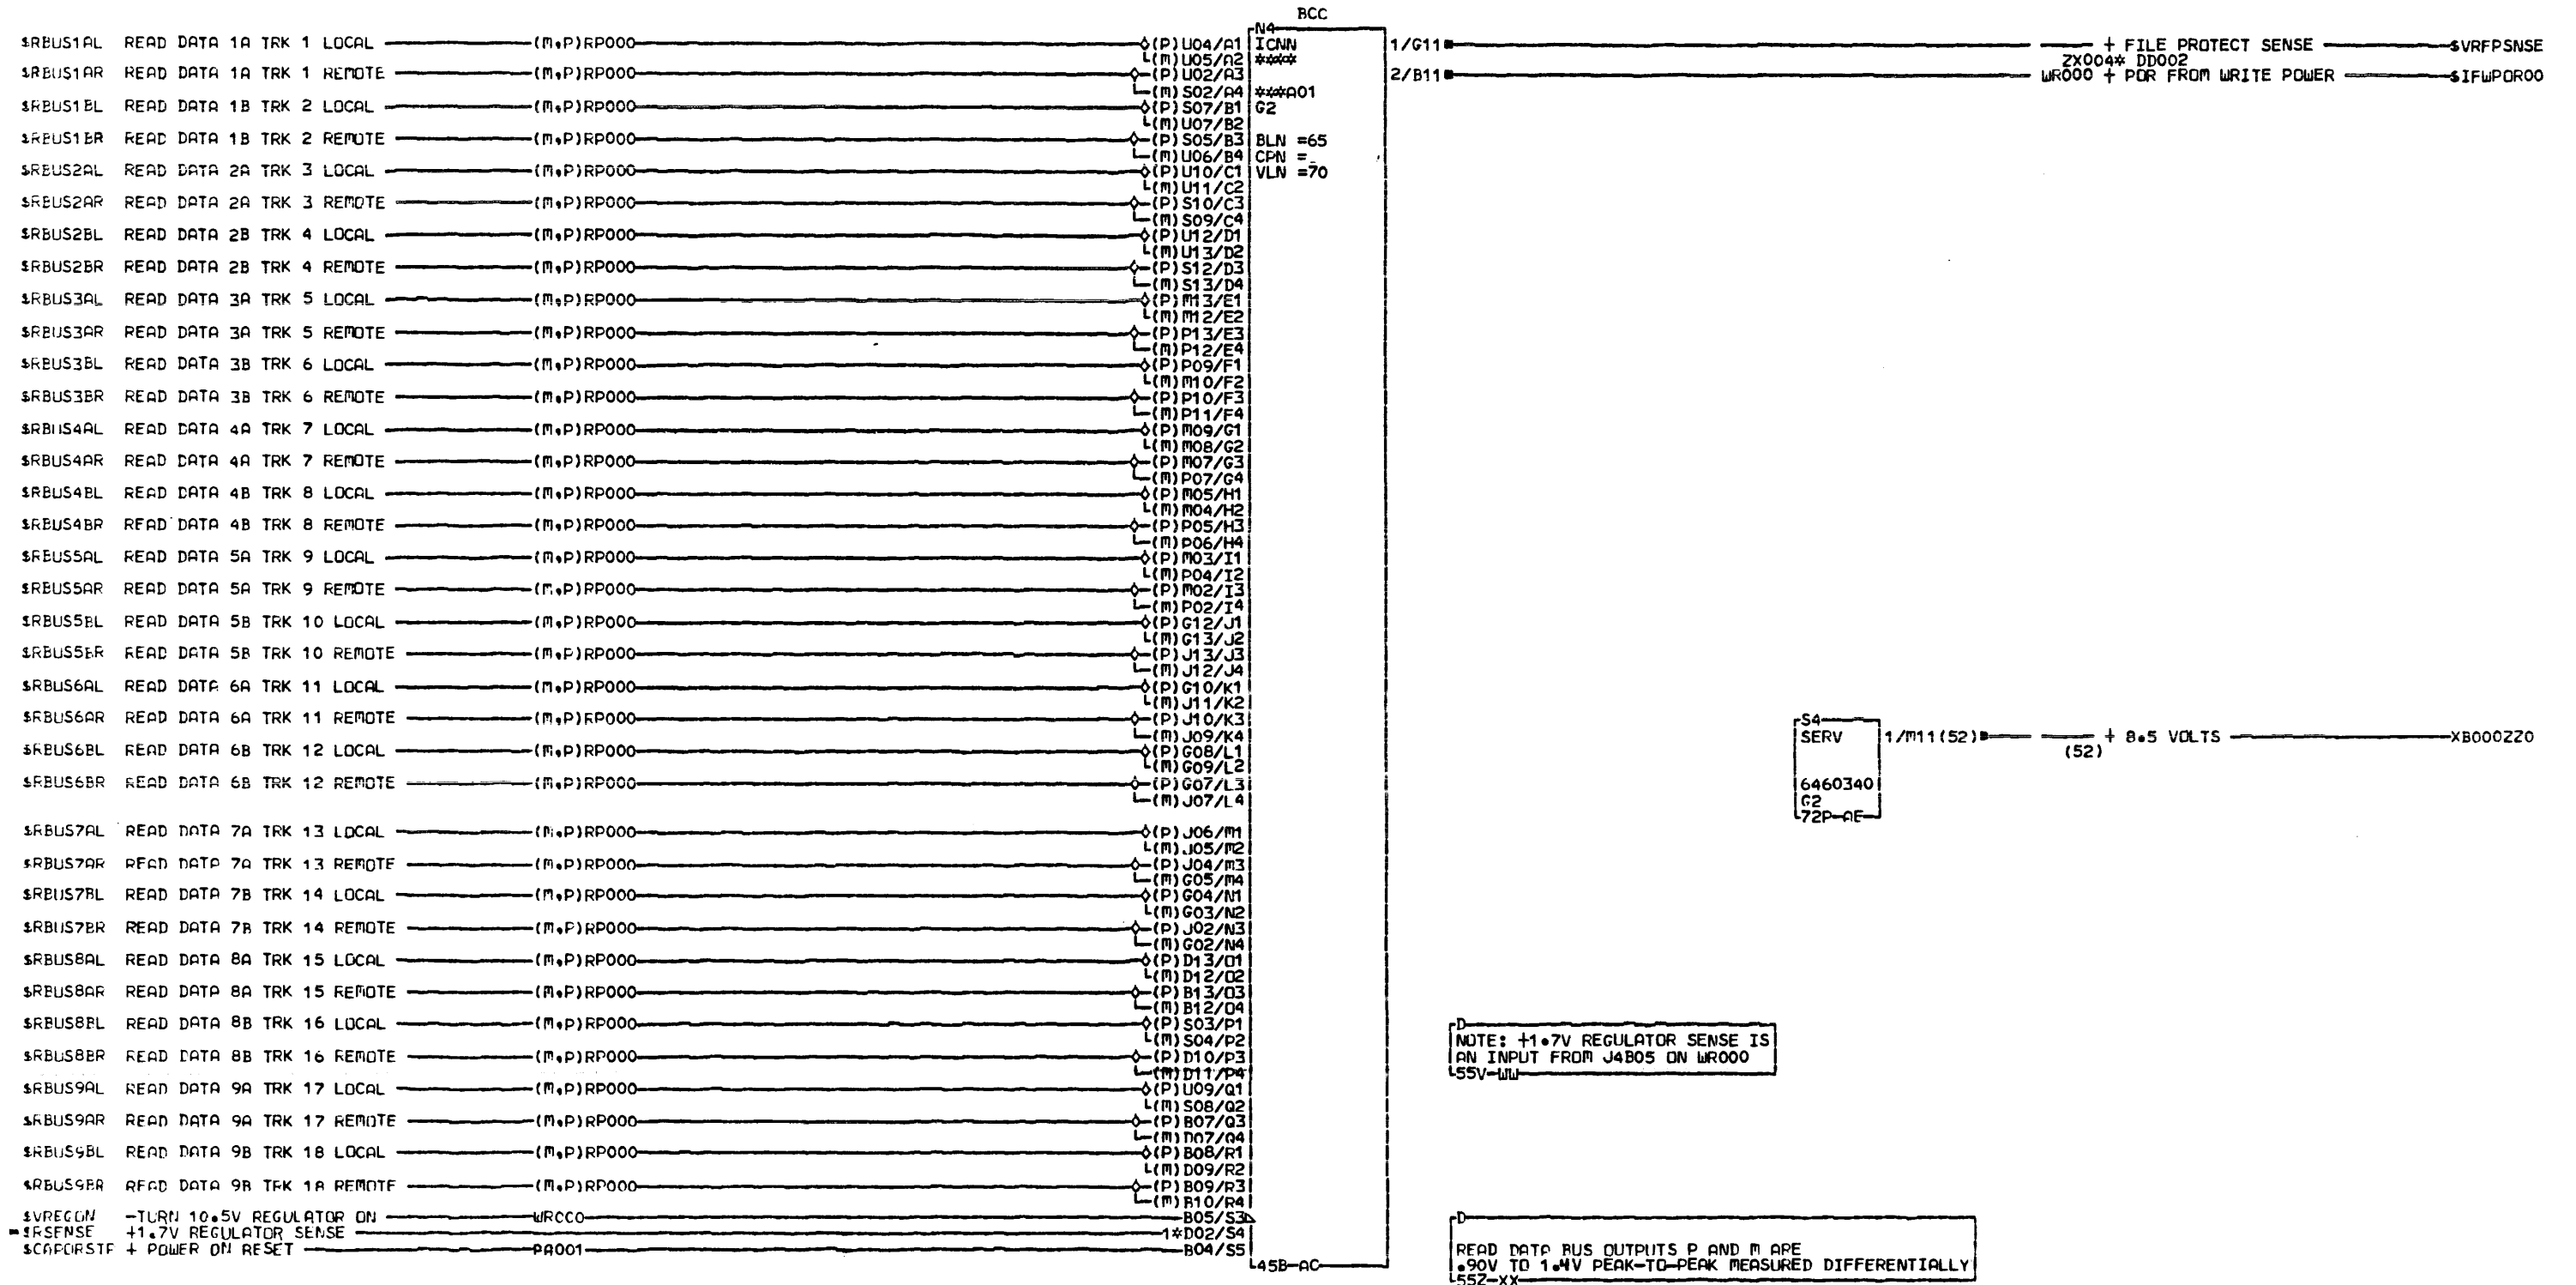 BCC
$RBUS1AL READ DATA 1A TRK 1 LOCAL (M,P)RP000 (P)U04/A1 N4 ICNN 1/G11 + FILE PROTECT SENSE $VRFPSNSE
(M)U05/A2 **** ZX004* DD002
$RBUS1AR READ DATA 1A TRK 1 REMOTE (M,P)RP000 (P)U02/A3 2/B11 WR000 + POR FROM WRITE POWER $IFWPOR00
(M)S02/A4 ***A01
$RBUS1BL READ DATA 1B TRK 2 LOCAL (M,P)RP000 (P)S07/B1 G2
(M)U07/B2
$RBUS1BR READ DATA 1B TRK 2 REMOTE (M,P)RP000 (P)S05/B3 BLN =65
(M)U06/B4 CPN =
$RBUS2AL READ DATA 2A TRK 3 LOCAL (M,P)RP000 (P)U10/C1 VLN =70
(M)U11/C2
$RBUS2AR READ DATA 2A TRK 3 REMOTE (M,P)RP000 (P)S10/C3
(M)S09/C4
$RBUS2BL READ DATA 2B TRK 4 LOCAL (M,P)RP000 (P)U12/D1
(M)U13/D2
$RBUS2BR READ DATA 2B TRK 4 REMOTE (M,P)RP000 (P)S12/D3
(M)S13/D4
$RBUS3AL READ DATA 3A TRK 5 LOCAL (M,P)RP000 (P)M13/E1
(M)M12/E2
$RBUS3AR READ DATA 3A TRK 5 REMOTE (M,P)RP000 (P)P13/E3
(M)P12/E4
$RBUS3BL READ DATA 3B TRK 6 LOCAL (M,P)RP000 (P)P09/F1
(M)M10/F2
$RBUS3BR READ DATA 3B TRK 6 REMOTE (M,P)RP000 (P)P10/F3
(M)P11/F4
$RBUS4AL READ DATA 4A TRK 7 LOCAL (M,P)RP000 (P)M09/G1
(M)M08/G2
$RBUS4AR READ DATA 4A TRK 7 REMOTE (M,P)RP000 (P)M07/G3
(M)P07/G4
$RBUS4BL READ DATA 4B TRK 8 LOCAL (M,P)RP000 (P)M05/H1
(M)M04/H2
$RBUS4BR READ DATA 4B TRK 8 REMOTE (M,P)RP000 (P)P05/H3
(M)P06/H4
$RBUS5AL READ DATA 5A TRK 9 LOCAL (M,P)RP000 (P)M03/I1
(M)P04/I2
$RBUS5AR READ DATA 5A TRK 9 REMOTE (M,P)RP000 (P)M02/I3
(M)P02/I4
$RBUS5BL READ DATA 5B TRK 10 LOCAL (M,P)RP000 (P)G12/J1
(M)G13/J2
$RBUS5BR READ DATA 5B TRK 10 REMOTE (M,P)RP000 (P)J13/J3
(M)J12/J4
$RBUS6AL READ DATA 6A TRK 11 LOCAL (M,P)RP000 (P)G10/K1
(M)J11/K2
$RBUS6AR READ DATA 6A TRK 11 REMOTE (M,P)RP000 (P)J10/K3
(M)J09/K4
$RBUS6BL READ DATA 6B TRK 12 LOCAL (M,P)RP000 (P)G08/L1
(M)G09/L2
$RBUS6BR READ DATA 6B TRK 12 REMOTE (M,P)RP000 (P)G07/L3
(M)J07/L4
$RBUS7AL READ DATA 7A TRK 13 LOCAL (M,P)RP000 (P)J06/M1
(M)J05/M2
$RBUS7AR READ DATA 7A TRK 13 REMOTE (M,P)RP000 (P)J04/M3
(M)G05/M4
$RBUS7BL READ DATA 7B TRK 14 LOCAL (M,P)RP000 (P)G04/N1
(M)G03/N2
$RBUS7BR READ DATA 7B TRK 14 REMOTE (M,P)RP000 (P)J02/N3
(M)G02/N4
$RBUS8AL READ DATA 8A TRK 15 LOCAL (M,P)RP000 (P)D13/O1
(M)D12/O2
$RBUS8AR READ DATA 8A TRK 15 REMOTE (M,P)RP000 (P)B13/O3
(M)B12/O4
$RBUS8BL READ DATA 8B TRK 16 LOCAL (M,P)RP000 (P)S03/P1
(M)S04/P2
$RBUS8BR READ DATA 8B TRK 16 REMOTE (M,P)RP000 (P)D10/P3
(M)D11/P4
$RBUS9AL READ DATA 9A TRK 17 LOCAL (M,P)RP000 (P)U09/Q1
(M)S08/Q2
$RBUS9AR READ DATA 9A TRK 17 REMOTE (M,P)RP000 (P)B07/Q3
(M)D07/Q4
$RBUS9BL READ DATA 9B TRK 18 LOCAL (M,P)RP000 (P)B08/R1
(M)D09/R2
$RBUS9BR READ DATA 9B TRK 18 REMOTE (M,P)RP000 (P)B09/R3
(M)B10/R4
$VREGON -TURN 10.5V REGULATOR ON WR000 B05/S3
$RSENSE +1.7V REGULATOR SENSE 1*D02/S4
$CAPORSTF + POWER ON RESET PA001 B04/S5
45B-AC
S4
SERV 1/M11(52) + 8.5 VOLTS XB000ZZ0
(52)
6460340
G2
72P-AE
D
NOTE: +1.7V REGULATOR SENSE IS
AN INPUT FROM J4B05 ON WR000
55V-WW
D
READ DATA BUS OUTPUTS P AND M ARE
.90V TO 1.4V PEAK-TO-PEAK MEASURED DIFFERENTIALLY
55Z-XX